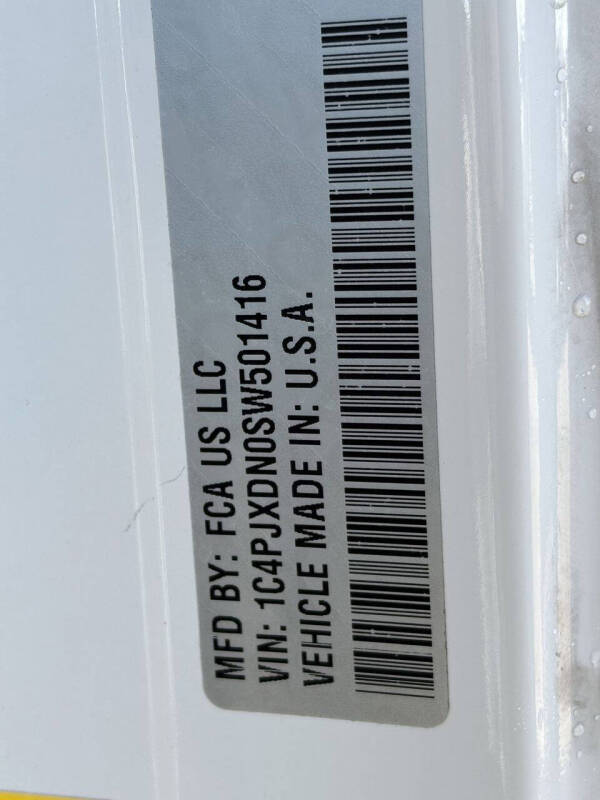 MFD BY: FCA US LLC
VIN: 1C4PJXDN0SW501416
VEHICLE MADE IN: U.S.A.